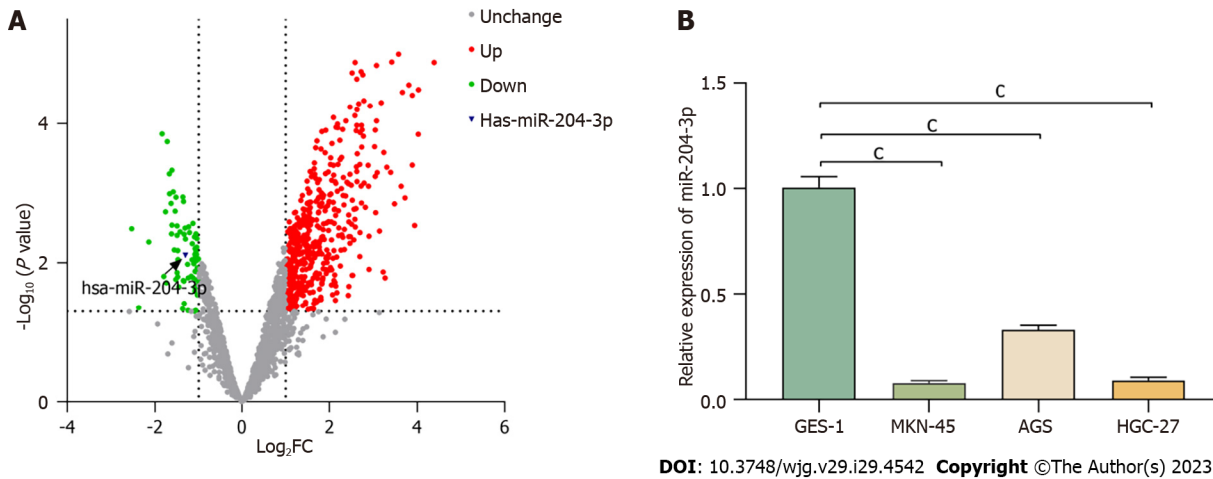 A
Unchange
Up
Down
Has-miR-204-3p
4
2
0
-Log10 (P value)
hsa-miR-204-3p
-4
-2
0
2
4
6
Log2FC
B
1.5
1.0
0.5
0.0
Relative expression of miR-204-3p
C
C
C
GES-1
MKN-45
AGS
HGC-27
DOI: 10.3748/wjg.v29.i29.4542 Copyright ©The Author(s) 2023